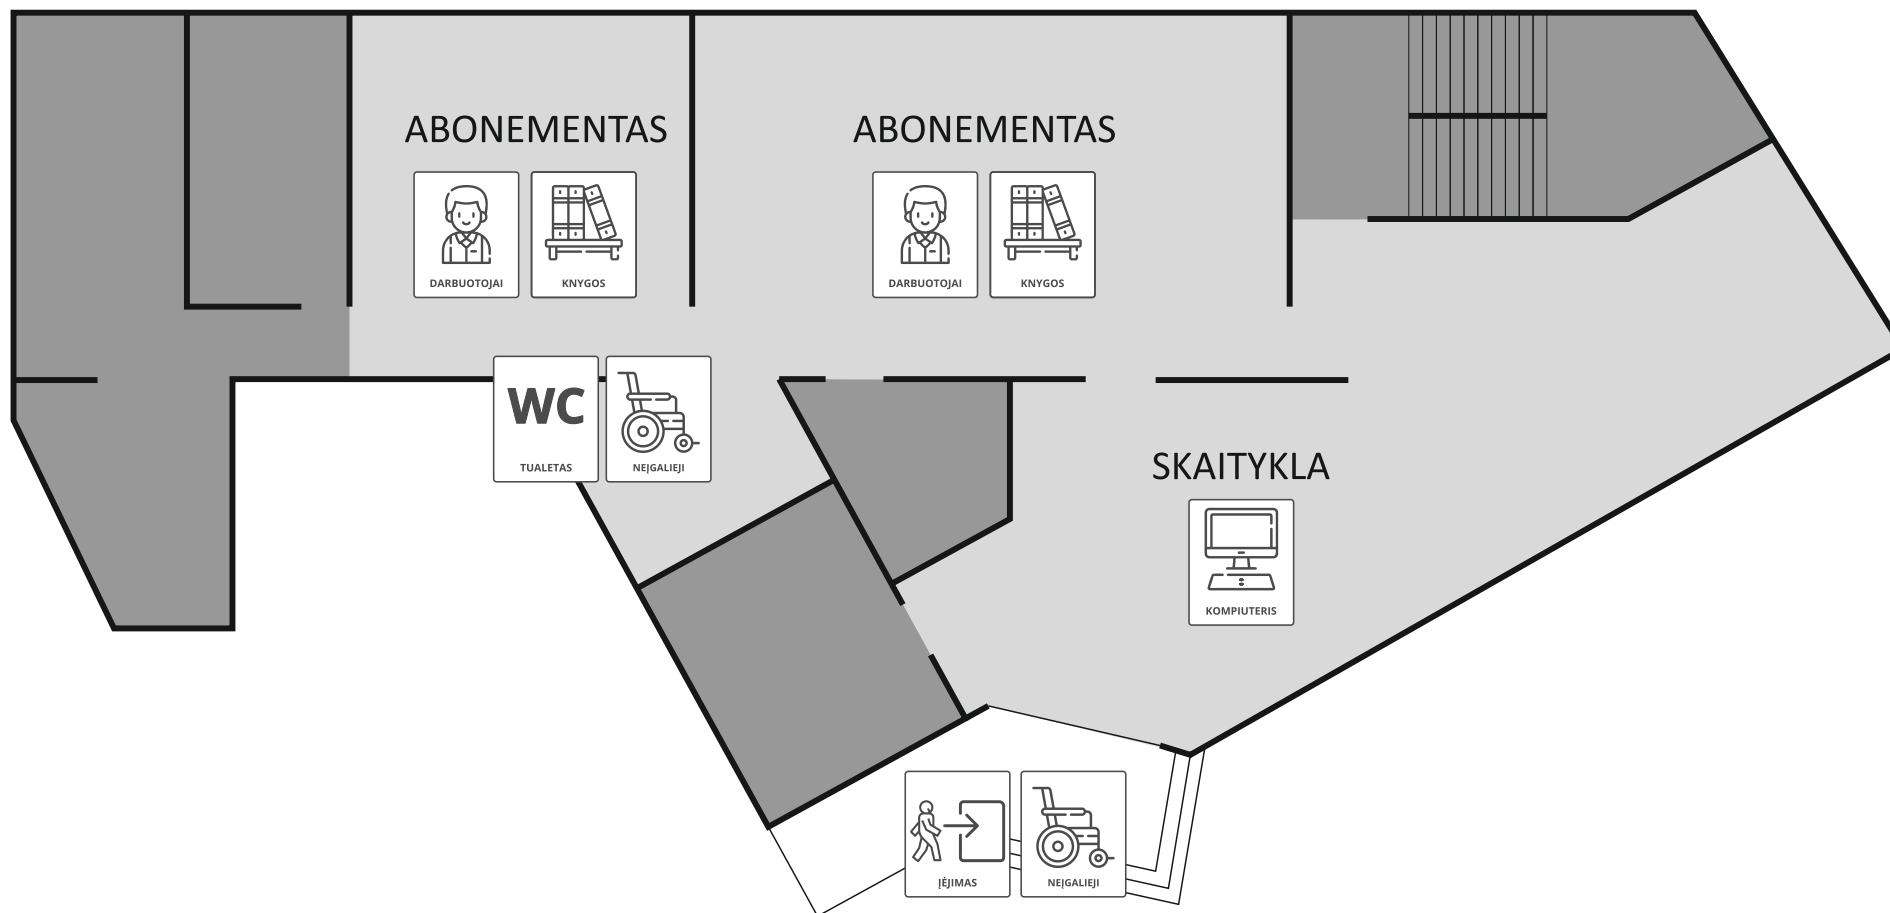 ABONEMENTAS
DARBUOTOJAI
KNYGOS
ABONEMENTAS
DARBUOTOJAI
KNYGOS
WC
TUALETAS
NEĮGALIEJI
SKAITYKLA
KOMPIUTERIS
ĮĖJIMAS
NEĮGALIEJI